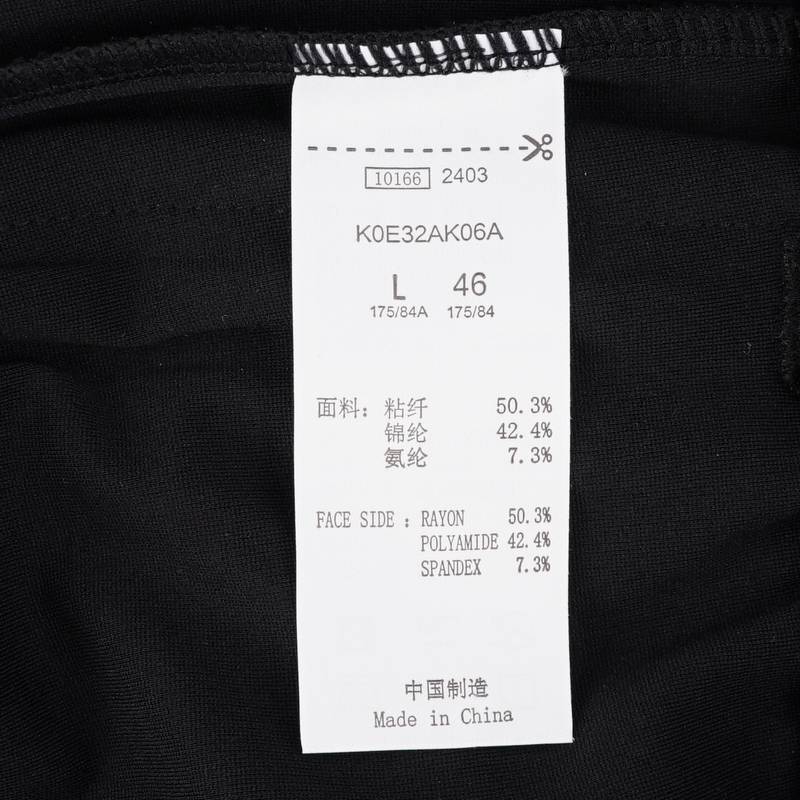 10166 2403
K0E32AK06A
L 46
175/84A 175/84
面料：粘纤 50.3%
锦纶 42.4%
氨纶 7.3%
FACE SIDE : RAYON 50.3%
POLYAMIDE 42.4%
SPANDEX 7.3%
中国制造
Made in China